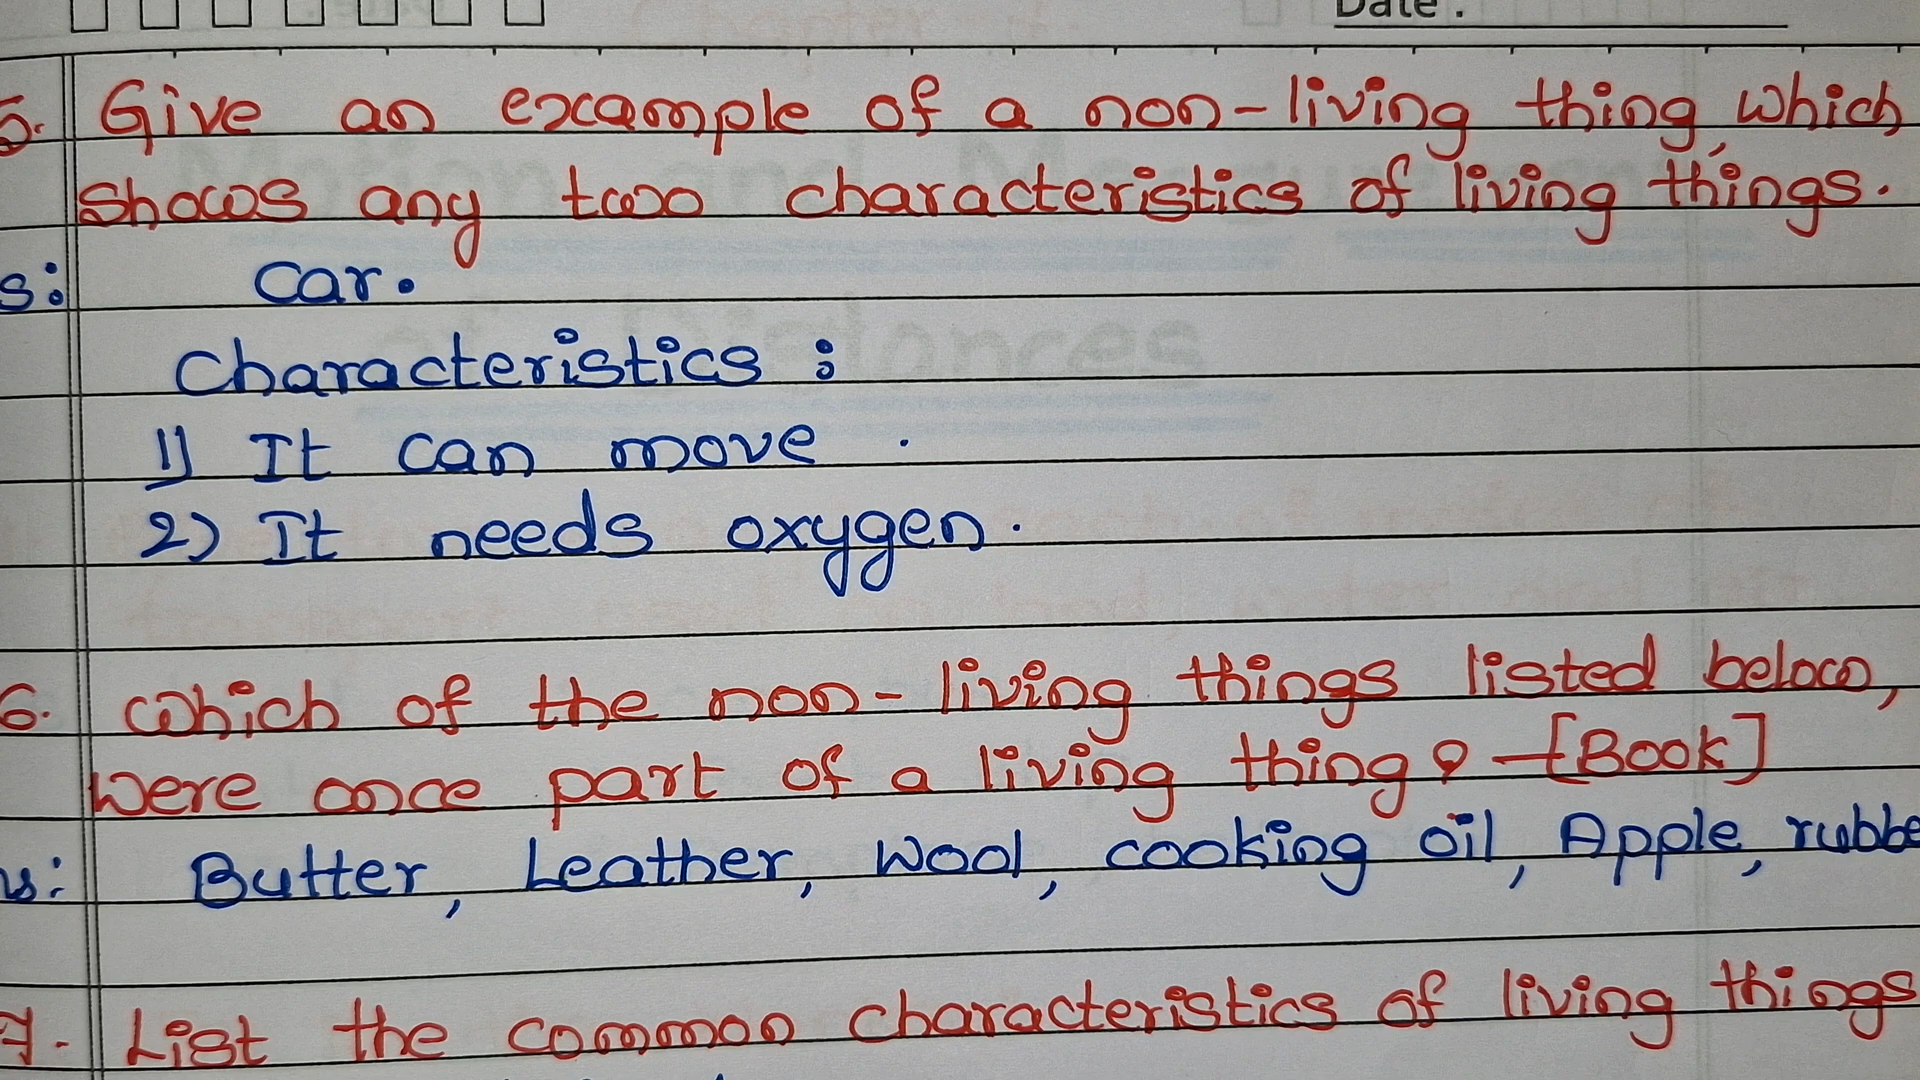 Date :
5. Give an example of a non-living thing, which
shows any two characteristics of living things.
s: Car.
Characteristics :
1) It can move .
2) It needs oxygen.
6. Which of the non-living things listed below,
were once part of a living thing? - [Book]
s: Butter, Leather, Wool, cooking oil, Apple, rubbe
7. List the common characteristics of living things